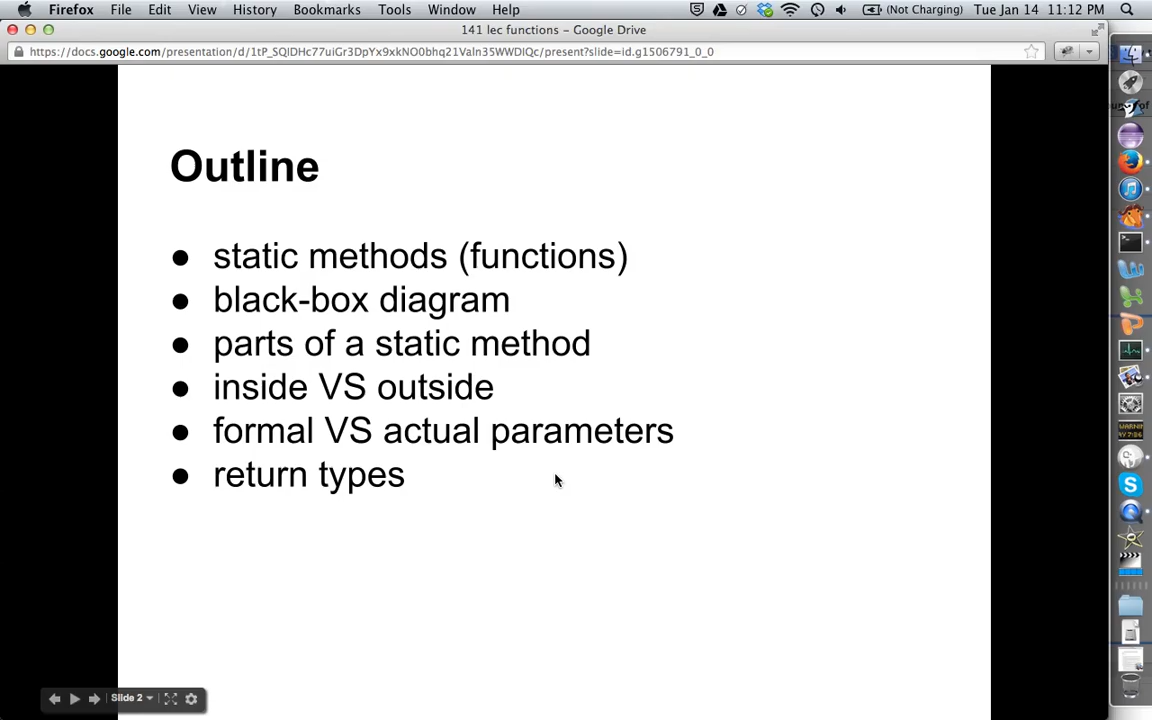 Firefox File Edit View History Bookmarks Tools Window Help (Not Charging) Tue Jan 14 11:12 PM
141 lec functions – Google Drive
Outline
● static methods (functions)
● black-box diagram
● parts of a static method
● inside VS outside
● formal VS actual parameters
● return types
Slide 2